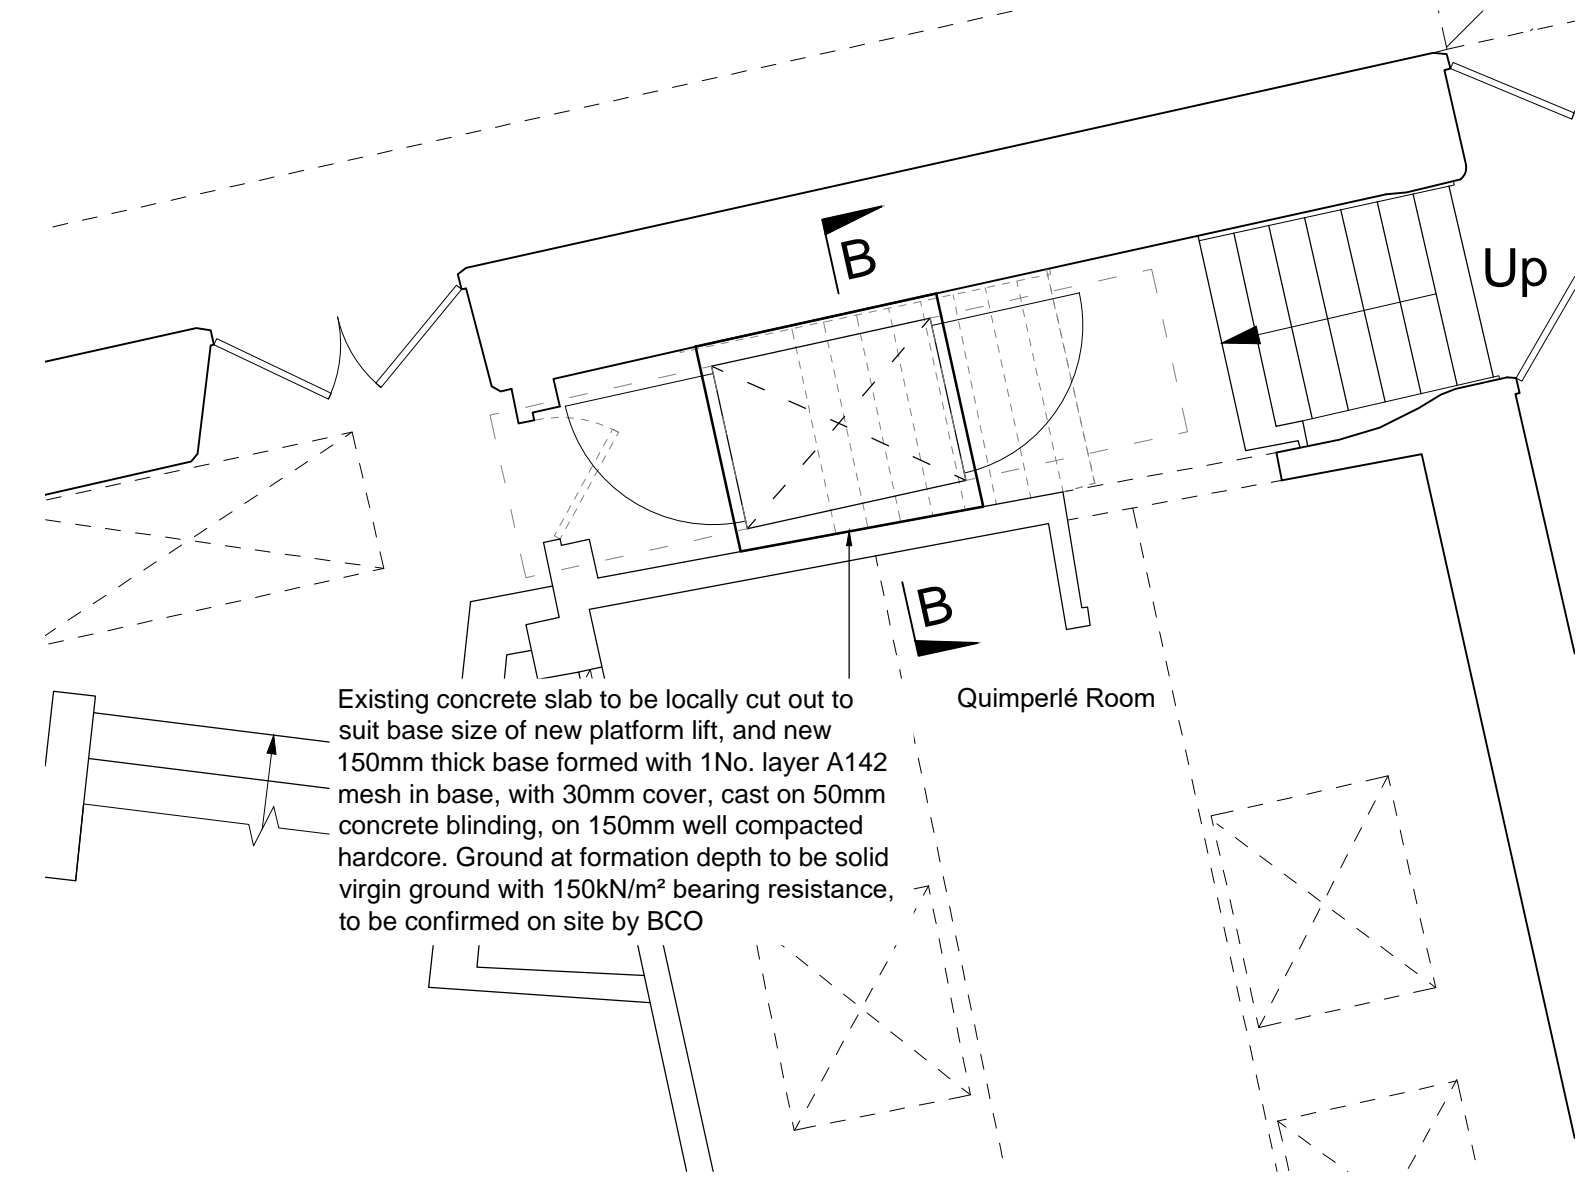 B
Up
B
Quimperlé Room
Existing concrete slab to be locally cut out to
suit base size of new platform lift, and new
150mm thick base formed with 1No. layer A142
mesh in base, with 30mm cover, cast on 50mm
concrete blinding, on 150mm well compacted
hardcore. Ground at formation depth to be solid
virgin ground with 150kN/m² bearing resistance,
to be confirmed on site by BCO